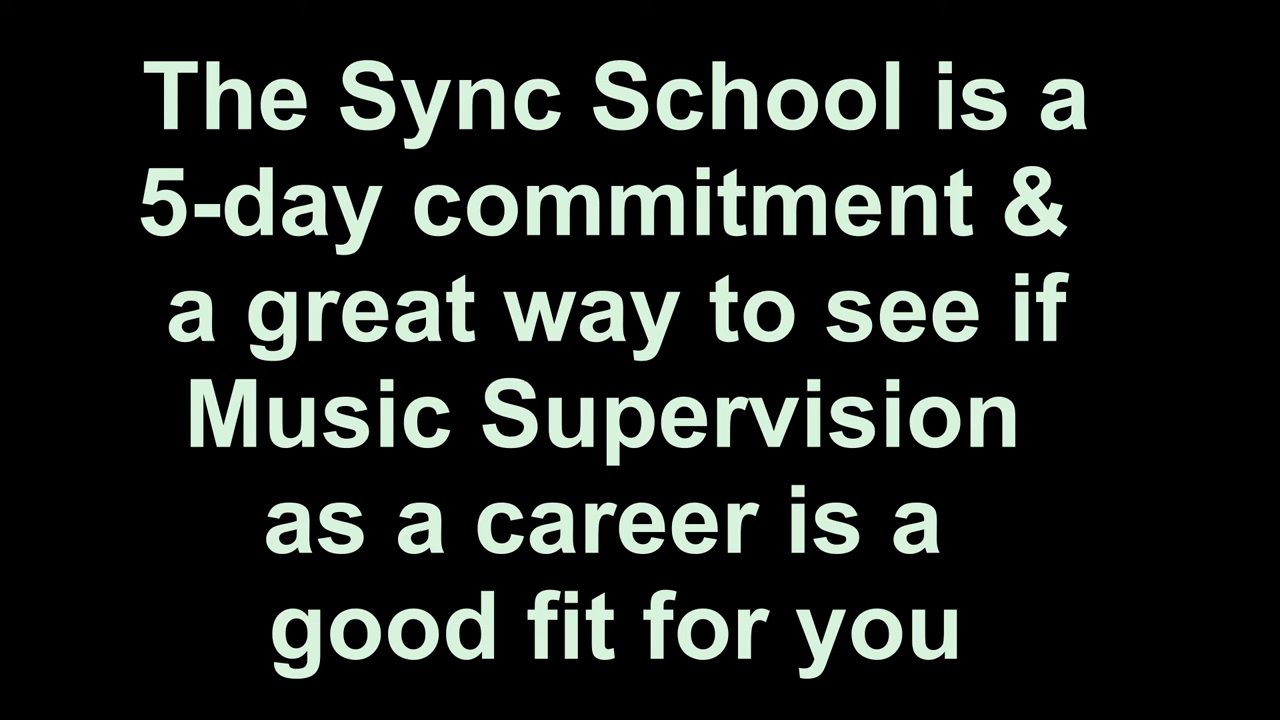 The Sync School is a
5-day commitment &
a great way to see if
Music Supervision
as a career is a
good fit for you